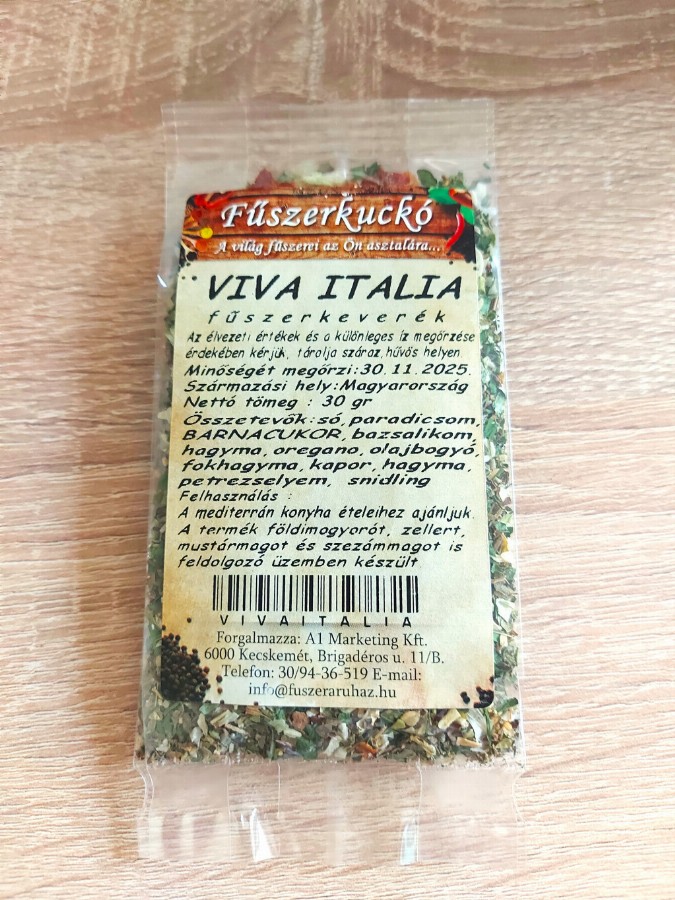 Fűszerkuckó
A világ fűszerei az Ön asztalára...
VIVA ITALIA
fűszerkeverék
Az élvezeti értékek és a különleges íz megőrzése
érdekében kérjük, tárolja száraz,hűvös helyen
Minőségét megőrzi:30.11.2025.
Származási hely:Magyarország
Nettó tömeg : 30 gr
Összetevők:só,paradicsom,
BARNACUKOR,bazsalikom,
hagyma,oregano,olajbogyó,
fokhagyma,kapor,hagyma,
petrezselyem, snidling
Felhasználás :
A mediterrán konyha ételeihez ajánljuk.
A termék földimogyorót, zellert,
mustármagot és szezámmagot is
feldolgozó üzemben készült
VIVAITALIA
Forgalmazza: A1 Marketing Kft.
6000 Kecskemét, Brigadéros u. 11/B.
Telefon: 30/94-36-519 E-mail:
info@fuszeraruhaz.hu